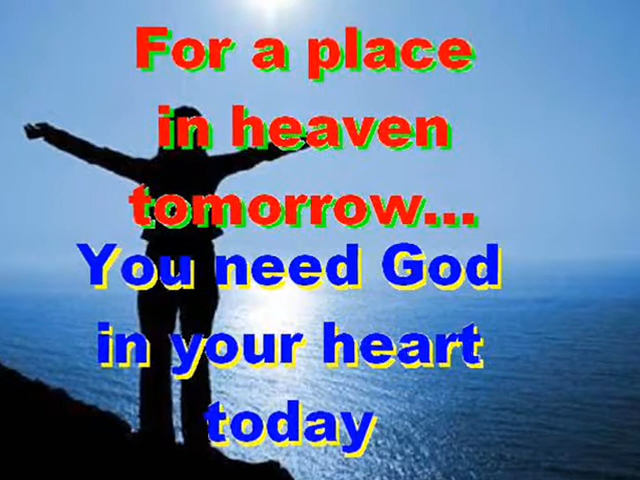 For a place
in heaven
tomorrow...
You need God
in your heart
today